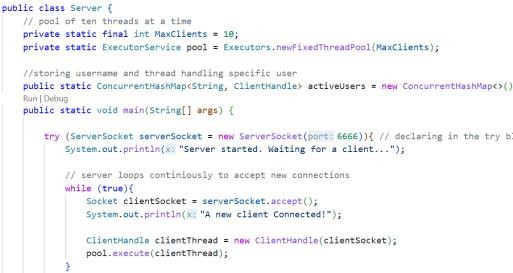 public class Server {
// pool of ten threads at a time
private static final int MaxClients = 10;
private static ExecutorService pool = Executors.newFixedThreadPool(MaxClients);
//storing username and thread handling specific user
public static ConcurrentHashMap<String, ClientHandle> activeUsers = new ConcurrentHashMap<>()
Run | Debug
public static void main(String[] args) {
try (ServerSocket serverSocket = new ServerSocket(port: 6666)){ // declaring in the try bl
System.out.println(x: "Server started. Waiting for a client...");
// server loops continiously to accept new connections
while (true){
Socket clientSocket = serverSocket.accept();
System.out.println(x: "A new client Connected!");
ClientHandle clientThread = new ClientHandle(clientSocket);
pool.execute(clientThread);
}